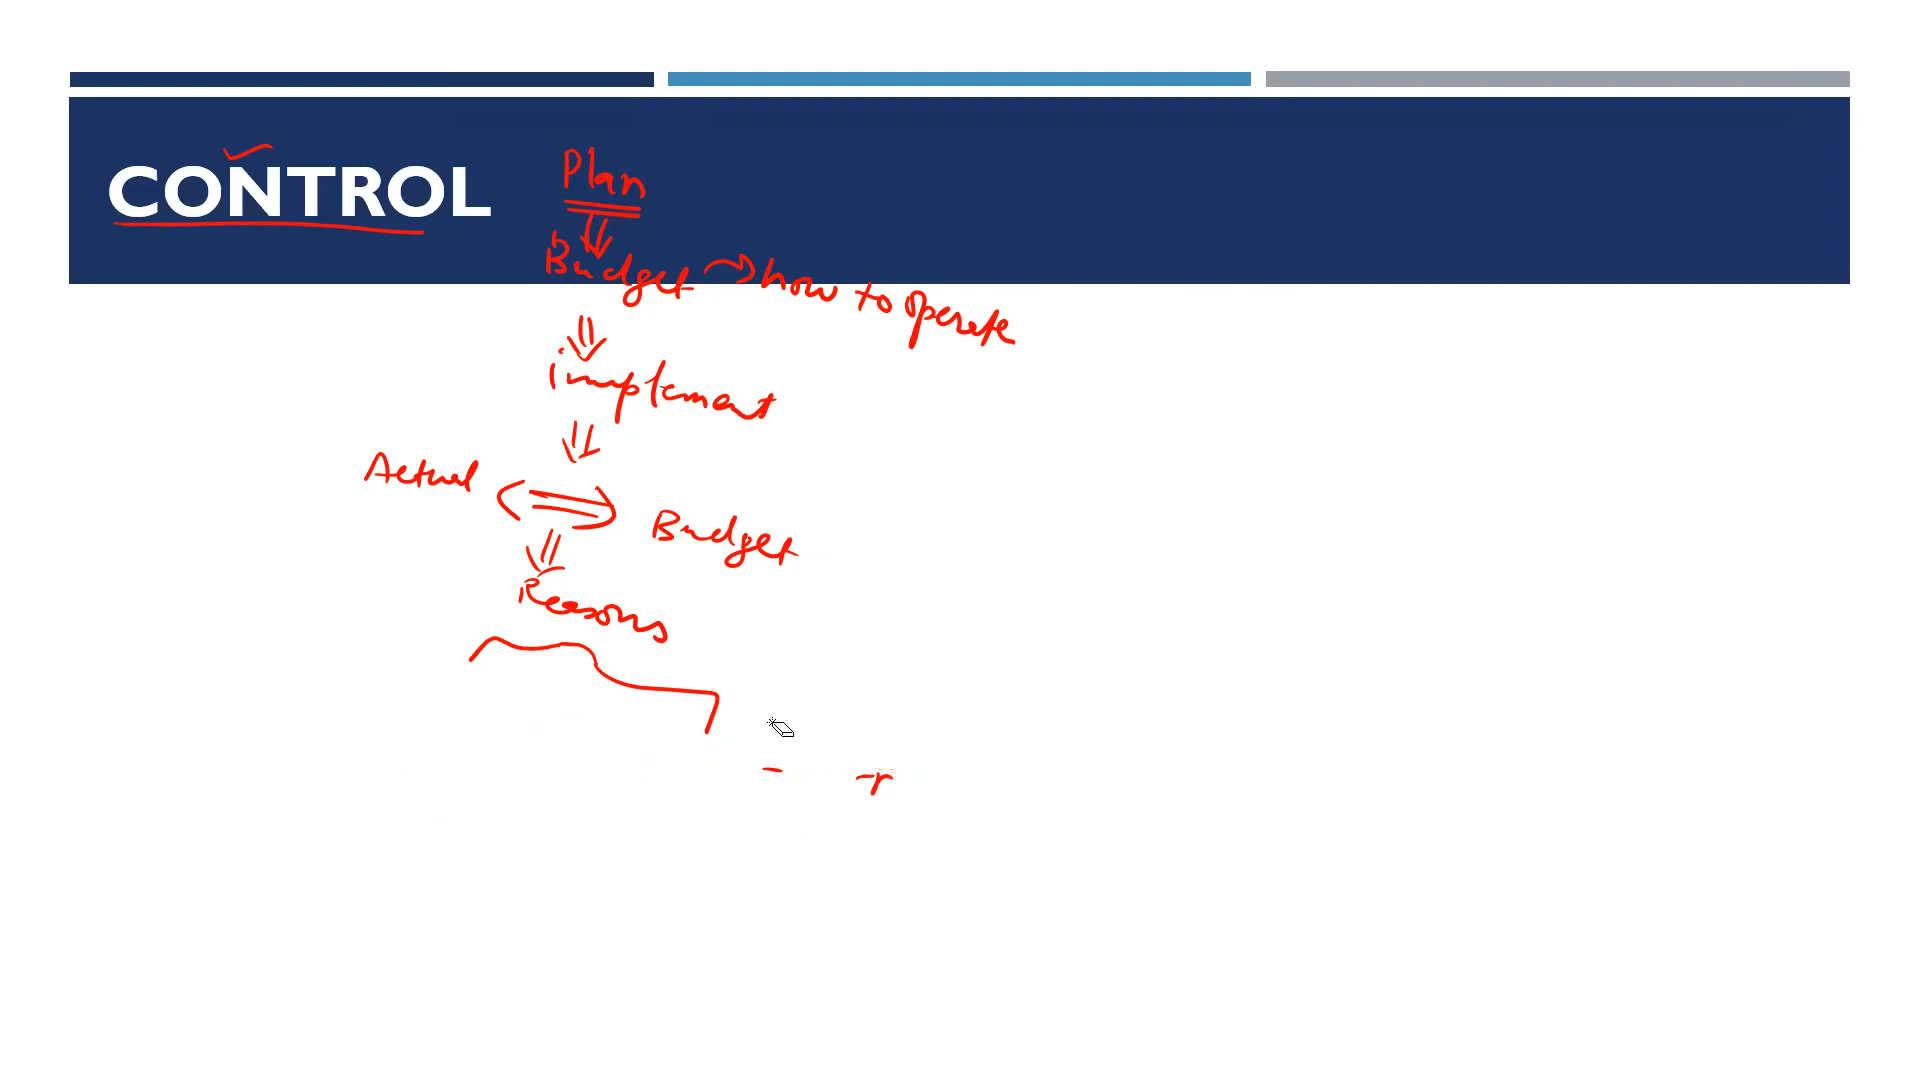 CONTROL
Plan
Budget how to operate
implement
Actual
Budget
Reasons